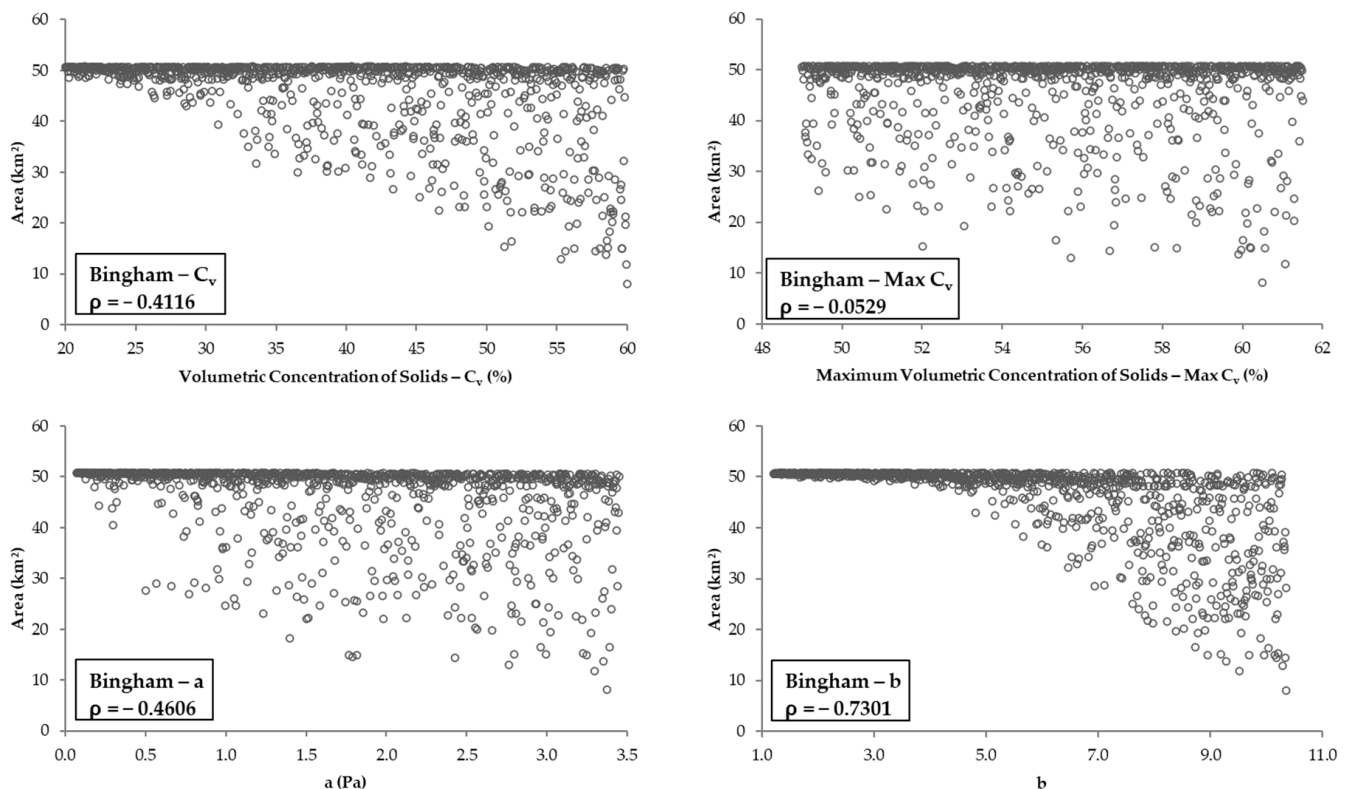 60
50
40
30
20
10
0
Area (km²)
Bingham – Cv
ρ = – 0.4116
20 25 30 35 40 45 50 55 60
Volumetric Concentration of Solids – Cv (%)
60
50
40
30
20
10
0
Area (km²)
Bingham – Max Cv
ρ = – 0.0529
48 50 52 54 56 58 60 62
Maximum Volumetric Concentration of Solids – Max Cv (%)
60
50
40
30
20
10
0
Area (km²)
Bingham – a
ρ = – 0.4606
0.0 0.5 1.0 1.5 2.0 2.5 3.0 3.5
a (Pa)
60
50
40
30
20
10
0
Area (km²)
Bingham – b
ρ = – 0.7301
1.0 3.0 5.0 7.0 9.0 11.0
b